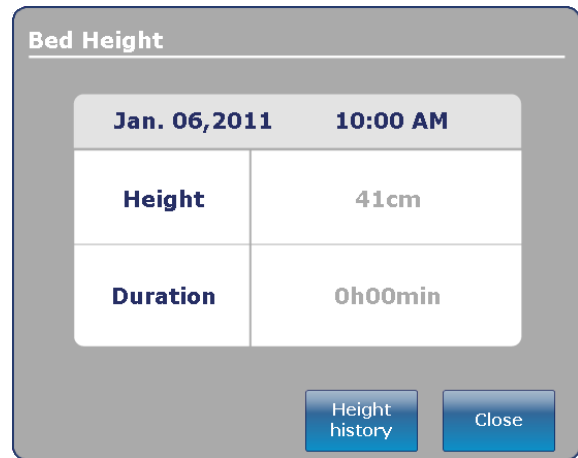 Bed Height
Jan. 06,2011 10:00 AM
Height 41cm
Duration 0h00min
Height
history
Close